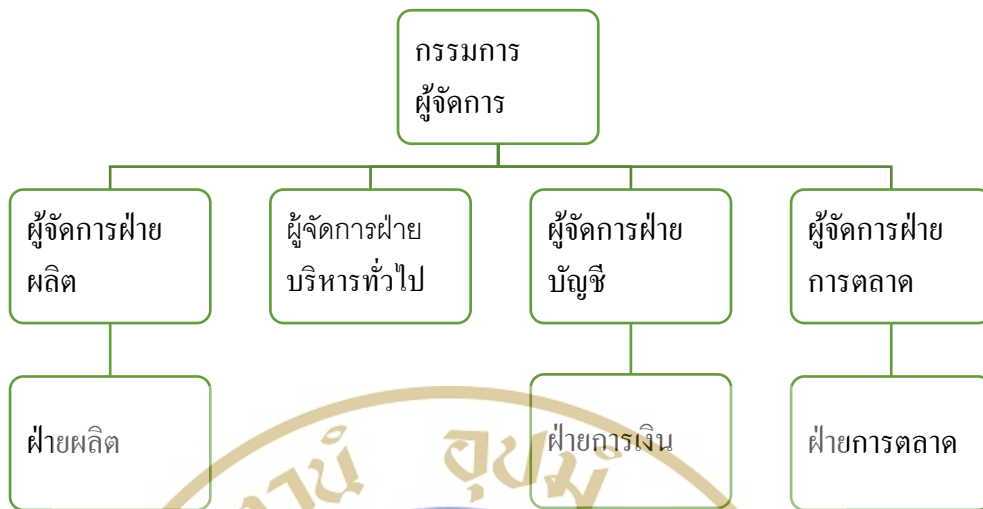 กรรมการ
ผู้จัดการ
ผู้จัดการฝ่าย
ผลิต
ผู้จัดการฝ่าย
บริหารทั่วไป
ผู้จัดการฝ่าย
บัญชี
ผู้จัดการฝ่าย
การตลาด
ฝ่ายผลิต
ฝ่ายการเงิน
ฝ่ายการตลาด